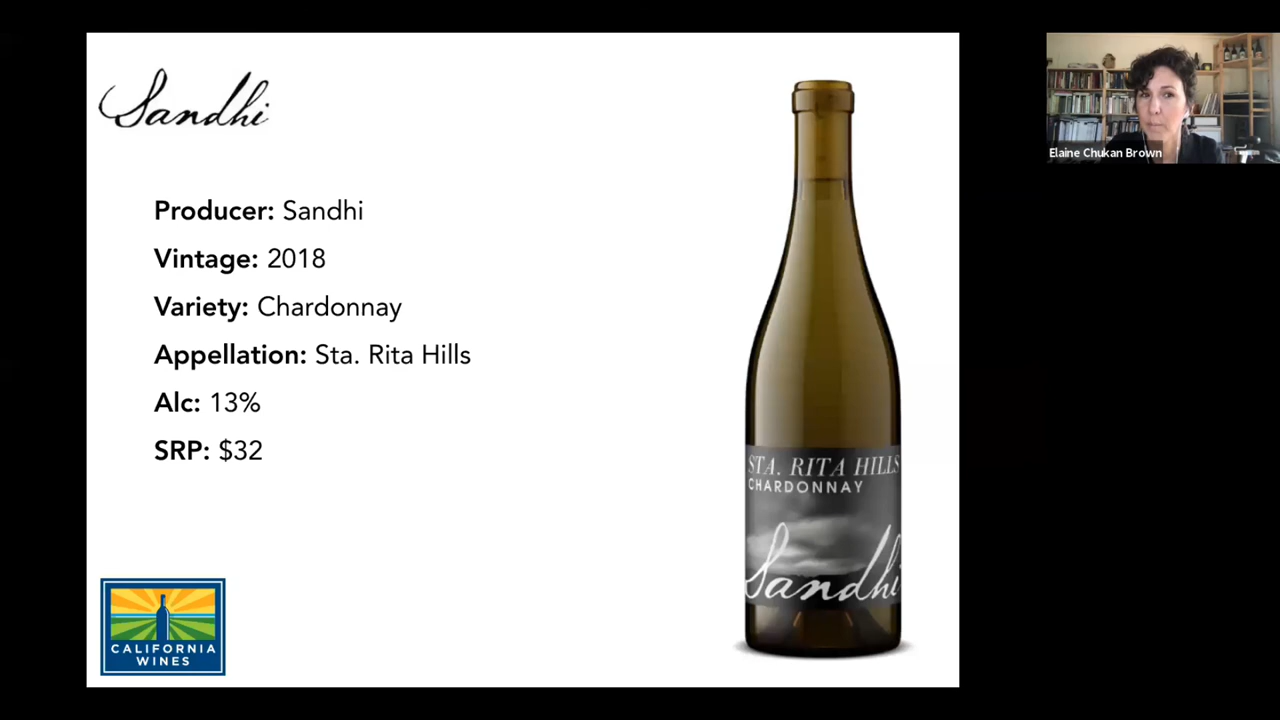 Sandhi
Producer: Sandhi
Vintage: 2018
Variety: Chardonnay
Appellation: Sta. Rita Hills
Alc: 13%
SRP: $32
STA. RITA HILLS
CHARDONNAY
Sandhi
CALIFORNIA
WINES
Elaine Chukan Brown